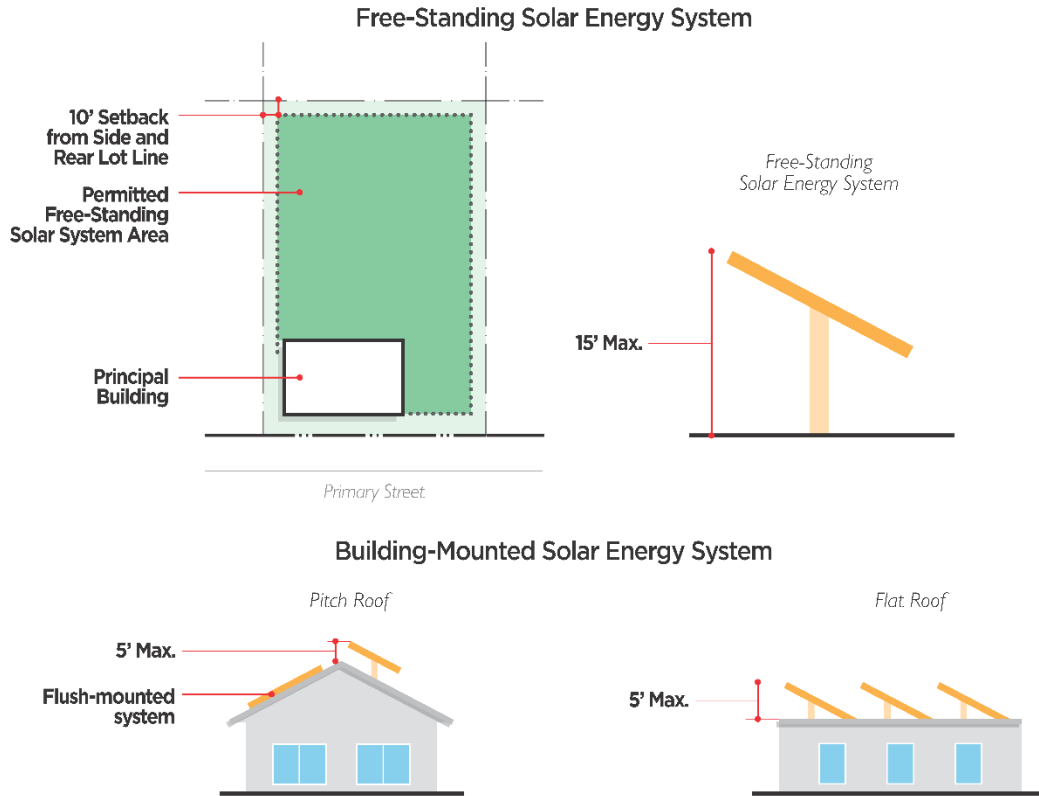 Free-Standing Solar Energy System
10’ Setback
from Side and
Rear Lot Line
Permitted
Free-Standing
Solar System Area
Principal
Building
Primary Street
Free-Standing
Solar Energy System
15’ Max.
Building-Mounted Solar Energy System
Pitch Roof
5’ Max.
Flush-mounted
system
Flat Roof
5’ Max.